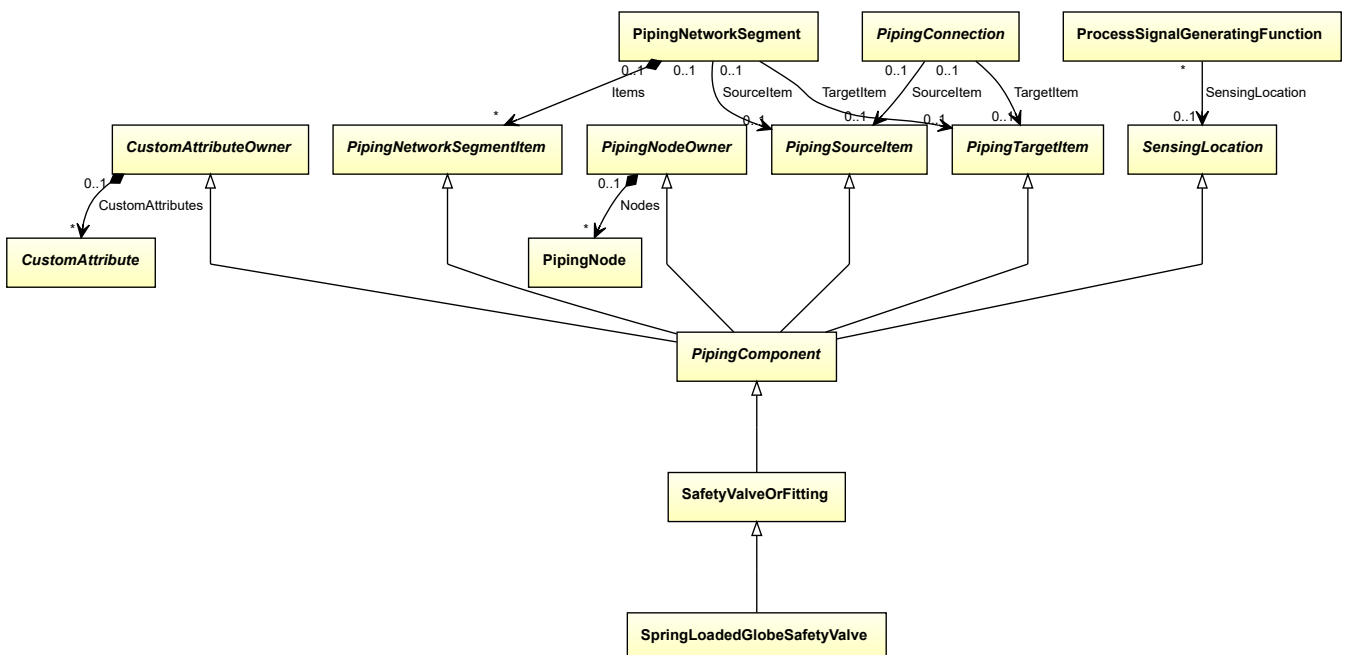 PipingNetworkSegment
PipingConnection
ProcessSignalGeneratingFunction
0..1
0..1
0..1
0..1
0..1
*
Items
SourceItem
TargetItem
SourceItem
TargetItem
SensingLocation
*
0..1
0..1
0..1
0..1
0..1
CustomAttributeOwner
PipingNetworkSegmentItem
PipingNodeOwner
PipingSourceItem
PipingTargetItem
SensingLocation
0..1
0..1
CustomAttributes
Nodes
*
*
CustomAttribute
PipingNode
PipingComponent
SafetyValveOrFitting
SpringLoadedGlobeSafetyValve